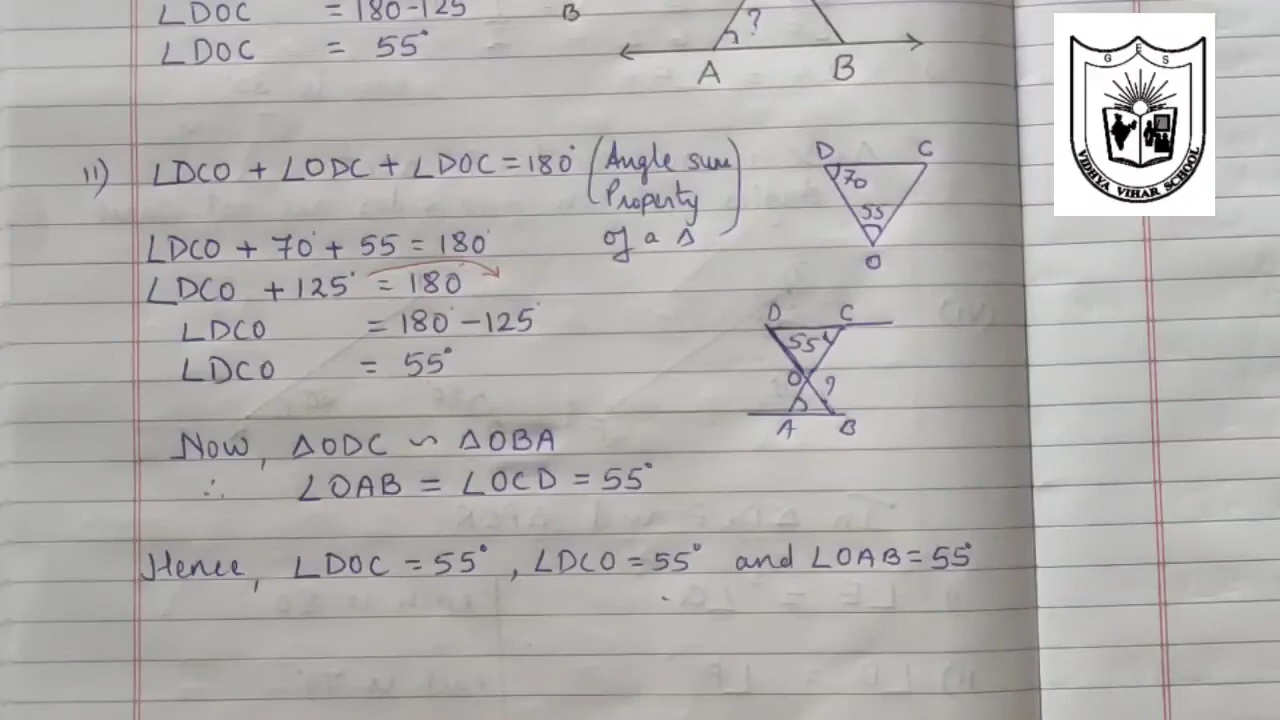 ∠DOC = 180-125
∠DOC = 55°
B
?
A B
11) ∠DCO + ∠ODC + ∠DOC = 180° (Angle sum
Property
of a Δ)
∠DCO + 70° + 55 = 180°
∠DCO + 125° = 180°
∠DCO = 180° - 125°
∠DCO = 55°
D C
70
55
O
D C
55°
O ?
A B
Now, ΔODC ~ ΔOBA
∴ ∠OAB = ∠OCD = 55°
Hence, ∠DOC = 55°, ∠DCO = 55° and ∠OAB = 55°
G E S
VIDHYA VIHAR SCHOOL